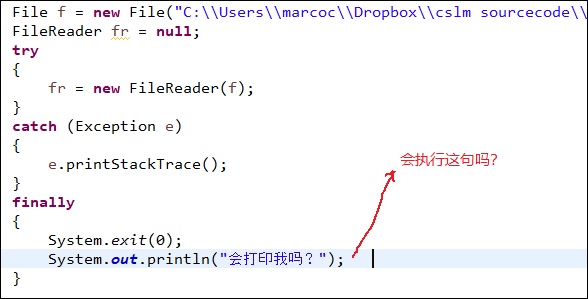 File f = new File("C:\\Users\\marcoc\\Dropbox\\cslm sourcecode\\
FileReader fr = null;
try
{
fr = new FileReader(f);
}
catch (Exception e)
{
e.printStackTrace();
}
finally
{
System.exit(0);
System.out.println("会打印我吗？");
}
会执行这句吗?